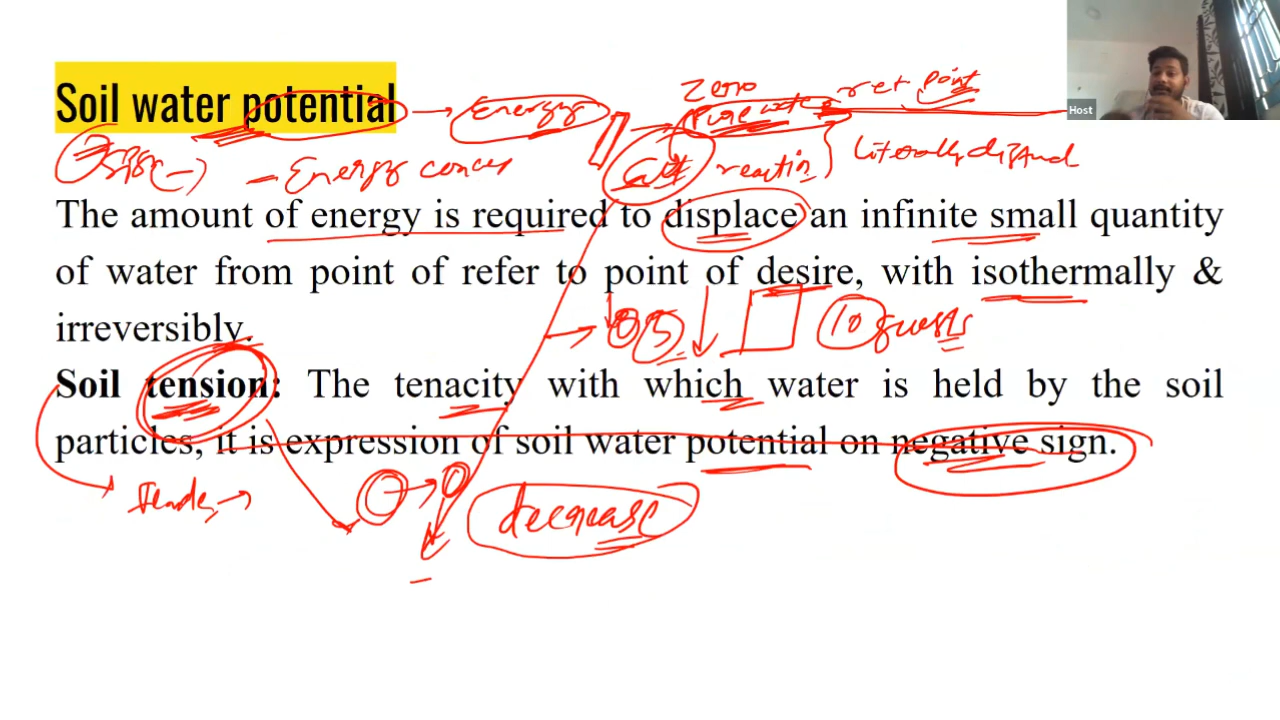 Zero
ref point
Soil water potential → Energy → Pure water
Host
(-) - Energy conce
Salt reaction
The amount of energy is required to displace an infinite small quantity
of water from point of refer to point of desire, with isothermally &
10 guests
irreversibly.
Soil tension: The tenacity with which water is held by the soil
particles, it is expression of soil water potential on negative sign.
decrease